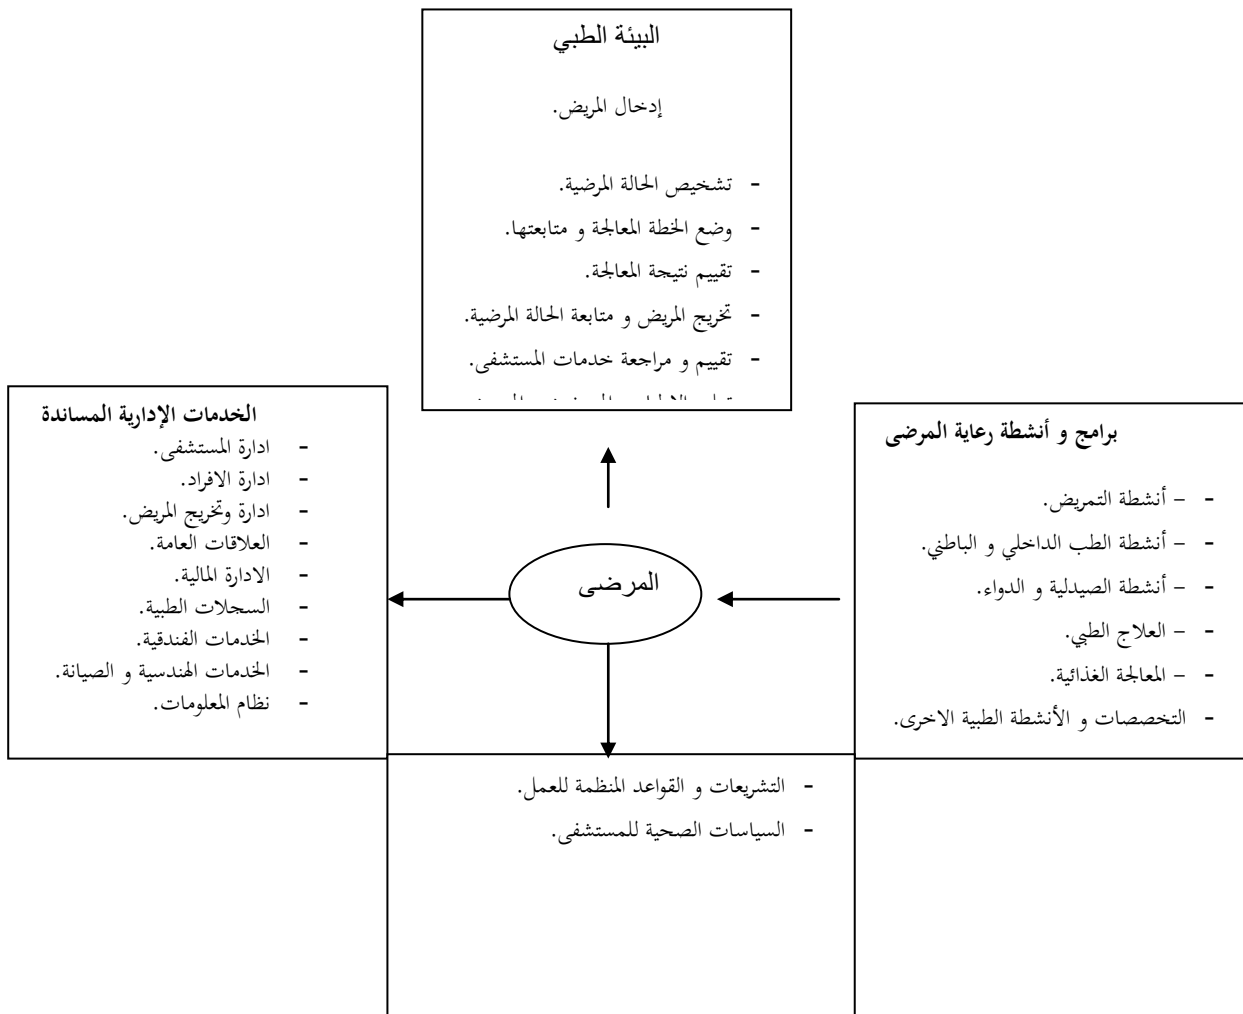 البيئة الطبي
إدخال المريض.
- تشخيص الحالة المرضية.
- وضع الخطة المعالجة و متابعتها.
- تقييم نتيجة المعالجة.
- تخريج المريض و متابعة الحالة المرضية.
- تقييم و مراجعة خدمات المستشفى.
برامج و أنشطة رعاية المرضى
- – أنشطة التمريض.
- – أنشطة الطب الداخلي و الباطني.
- – أنشطة الصيدلية و الدواء.
- – العلاج الطبي.
- – المعالجة الغذائية.
- التخصصات و الأنشطة الطبية الاخرى.
المرضى
الخدمات الإدارية المساندة
- ادارة المستشفى.
- ادارة الافراد.
- ادارة وتخريج المريض.
- العلاقات العامة.
- الادارة المالية.
- السجلات الطبية.
- الخدمات الفندقية.
- الخدمات الهندسية و الصيانة.
- نظام المعلومات.
- التشريعات و القواعد المنظمة للعمل.
- السياسات الصحية للمستشفى.